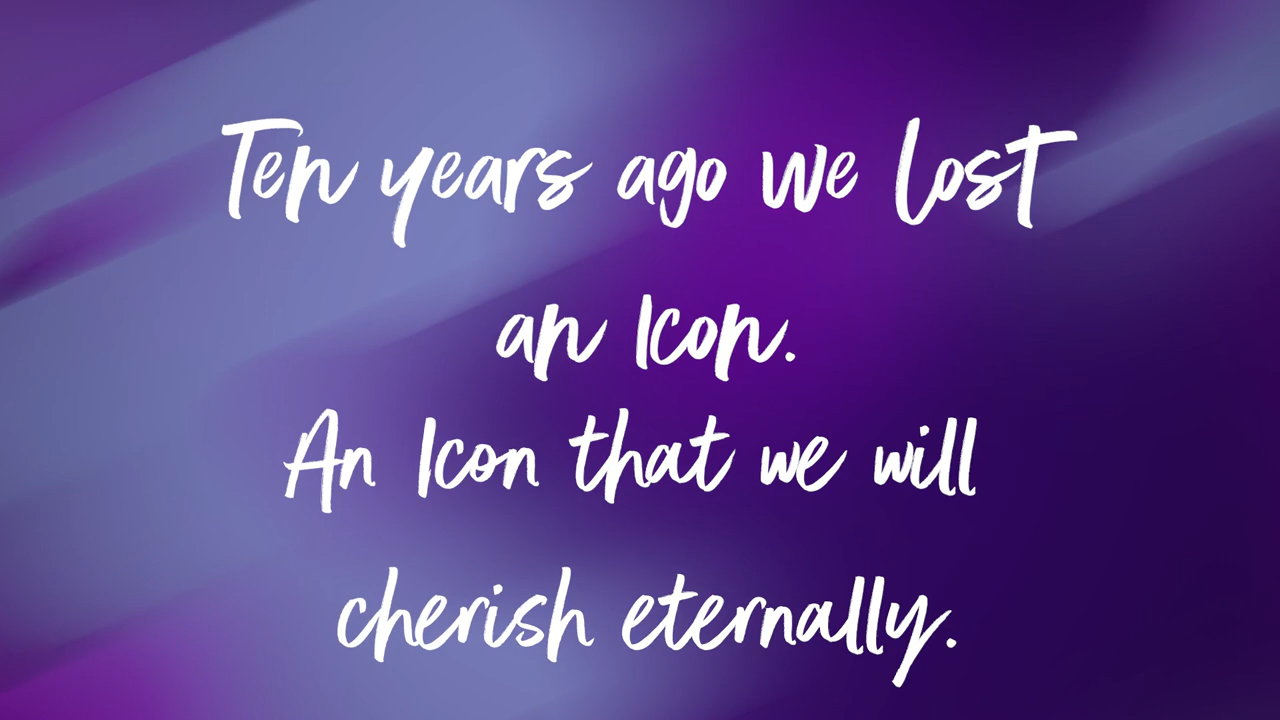 Ten years ago we lost
an Icon.
An Icon that we will
cherish eternally.